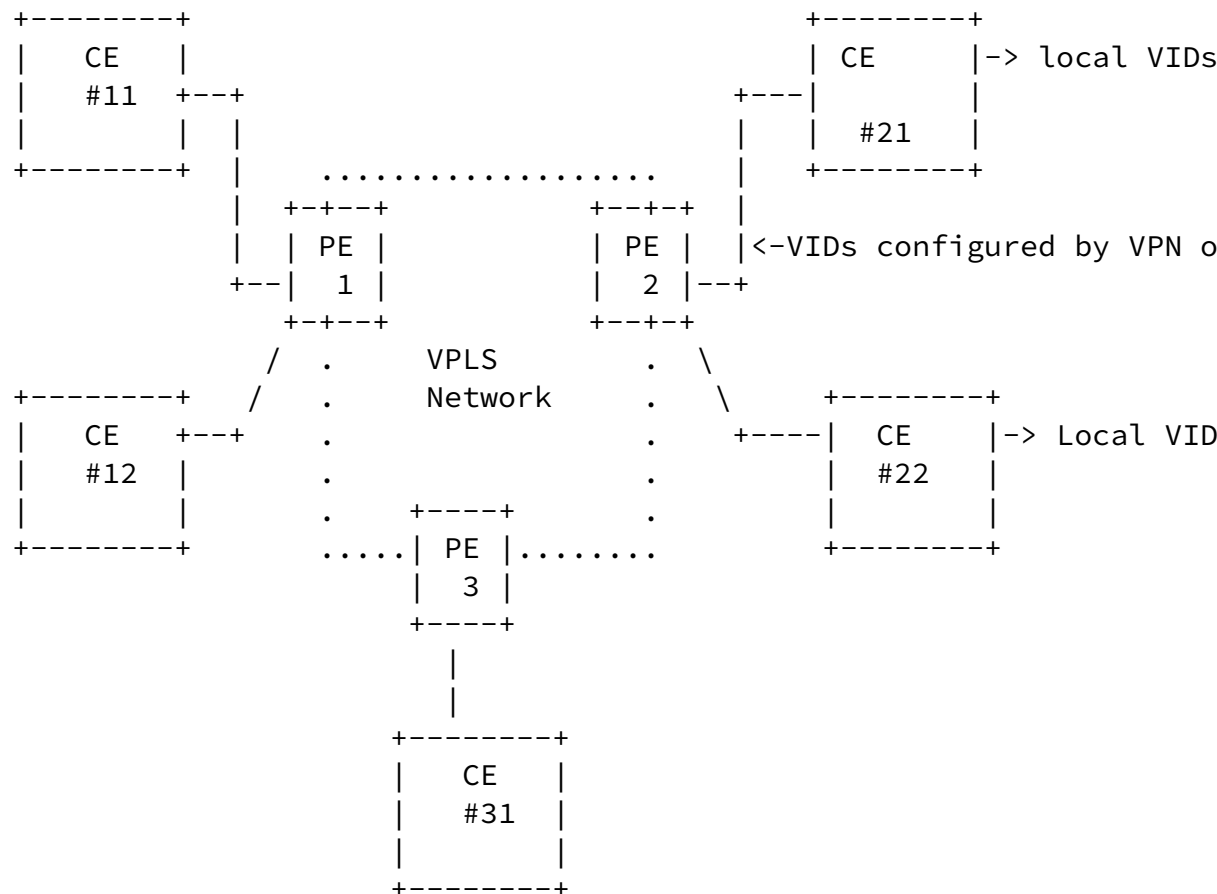 CE CE -> local VIDs
#11
#21
PE PE <-VIDs configured by VPN o
1 2
VPLS
Network
CE CE -> Local VID
#12 #22
PE
3
CE
#31